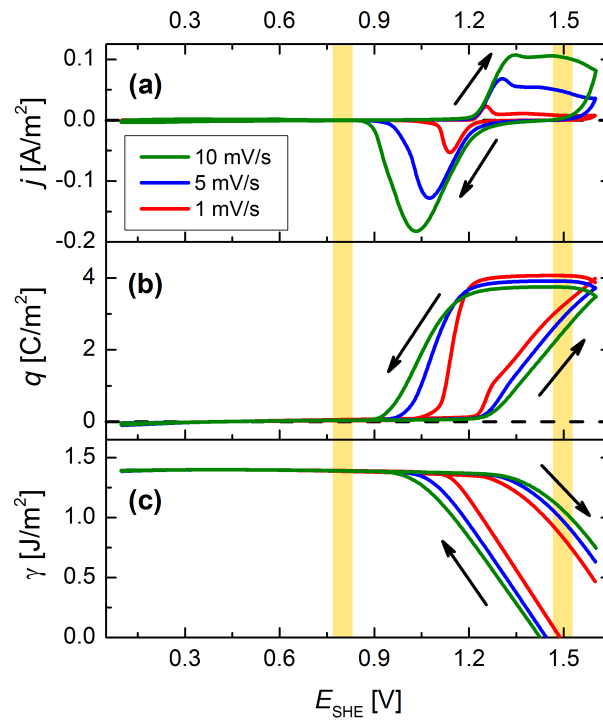 0.3 0.6 0.9 1.2 1.5
0.1
0.0
-0.1
-0.2
j [A/m²]
(a)
10 mV/s
5 mV/s
1 mV/s
4
2
0
q [C/m²]
(b)
1.5
1.0
0.5
0.0
γ [J/m²]
(c)
0.3 0.6 0.9 1.2 1.5
E_SHE [V]